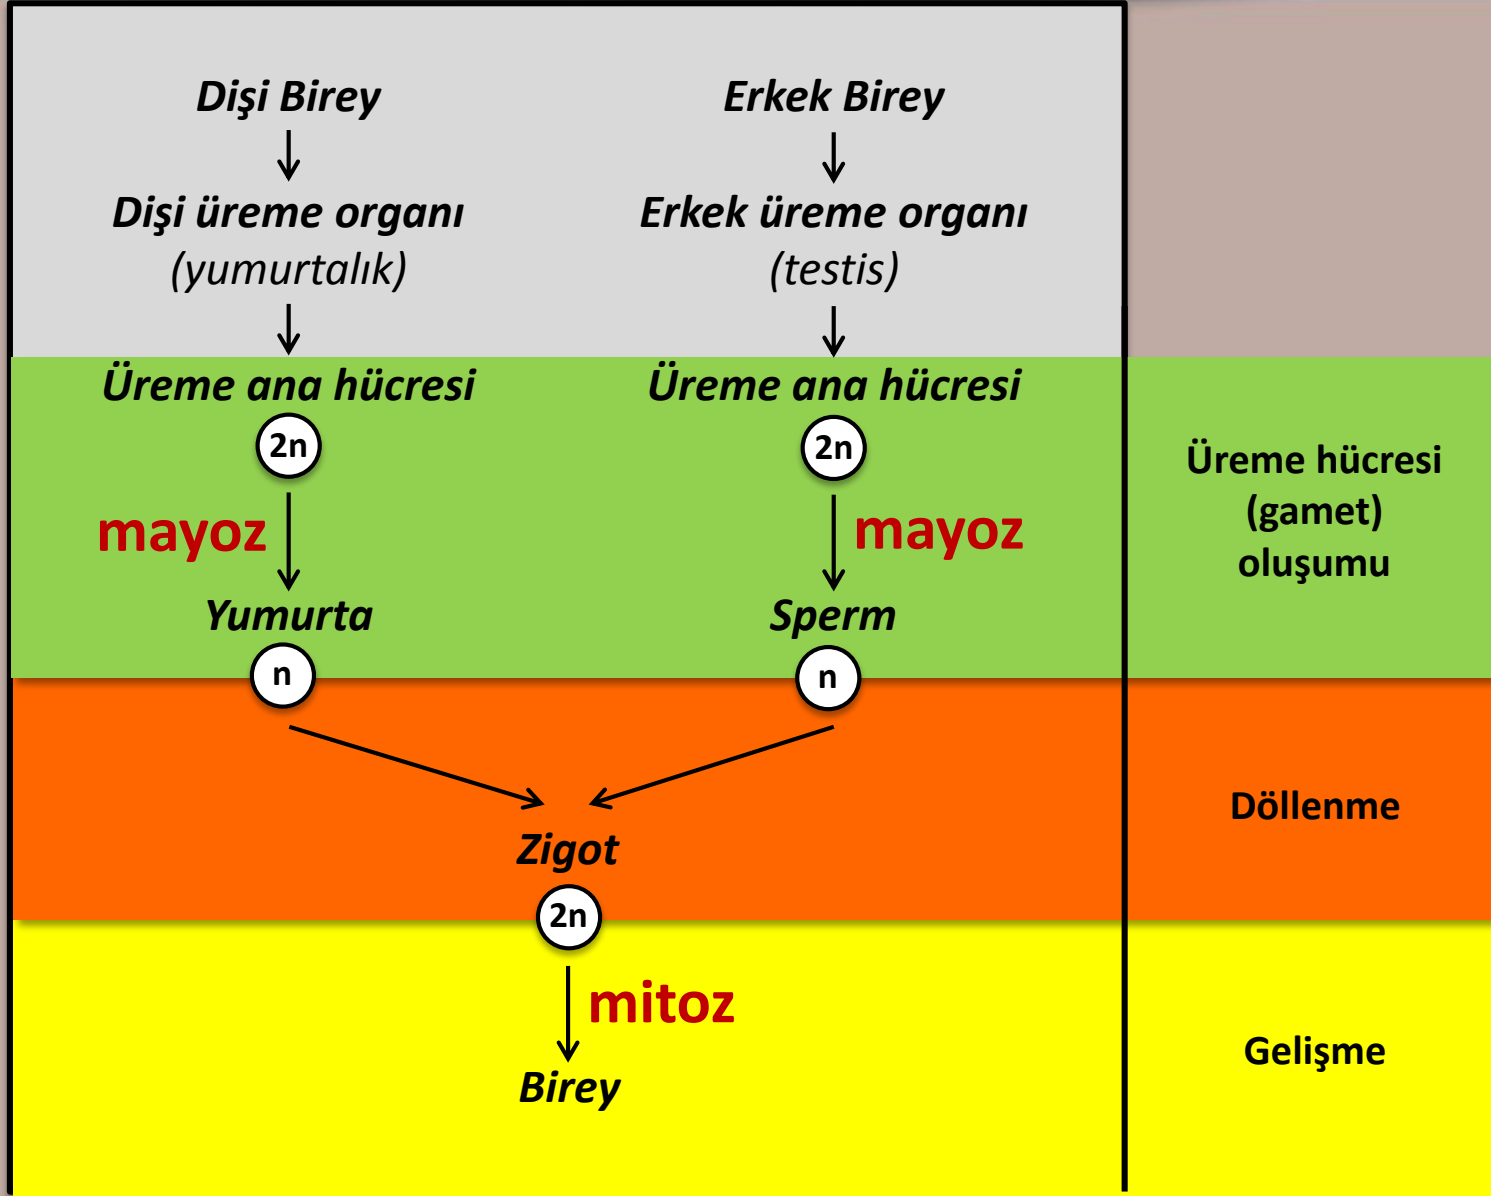 Dişi Birey
Erkek Birey
Dişi üreme organı
(yumurtalık)
Erkek üreme organı
(testis)
Üreme ana hücresi
2n
Üreme ana hücresi
2n
mayoz
mayoz
Yumurta
n
Sperm
n
Üreme hücresi
(gamet)
oluşumu
Zigot
2n
Döllenme
mitoz
Birey
Gelişme